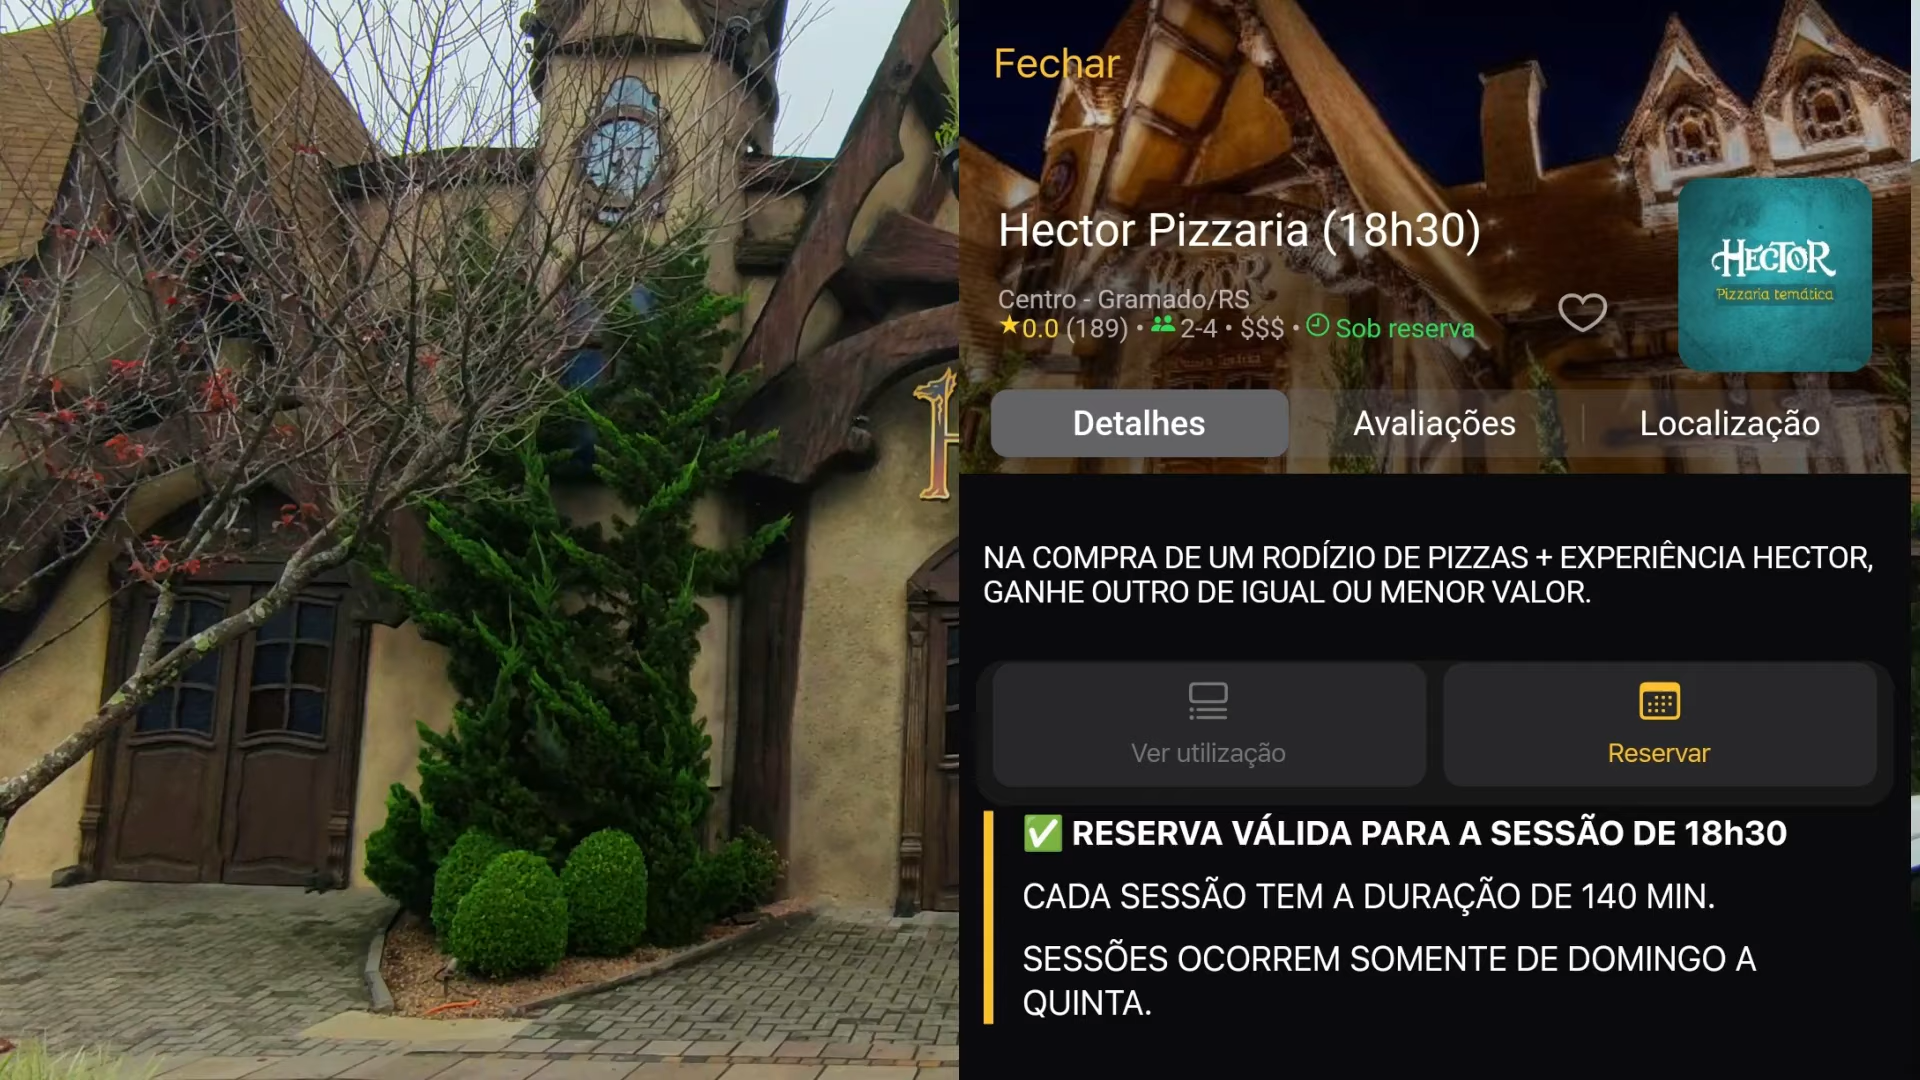 Fechar
Hector Pizzaria (18h30)
Centro - Gramado/RS
★0.0 (189) • 2-4 • $$$ • Sob reserva
HECTOR
Pizzaria temática
Detalhes
Avaliações
Localização
NA COMPRA DE UM RODÍZIO DE PIZZAS + EXPERIÊNCIA HECTOR,
GANHE OUTRO DE IGUAL OU MENOR VALOR.
Ver utilização
Reservar
✅ RESERVA VÁLIDA PARA A SESSÃO DE 18h30
CADA SESSÃO TEM A DURAÇÃO DE 140 MIN.
SESSÕES OCORREM SOMENTE DE DOMINGO A
QUINTA.